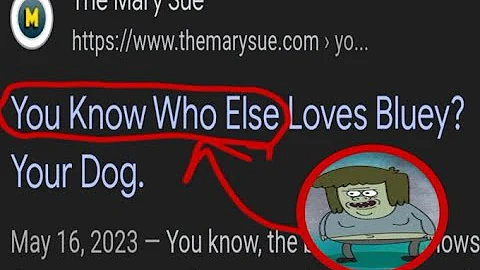 The Mary Sue
https://www.themarysue.com › yo...
You Know Who Else Loves Bluey?
Your Dog.
May 16, 2023 — You know, the